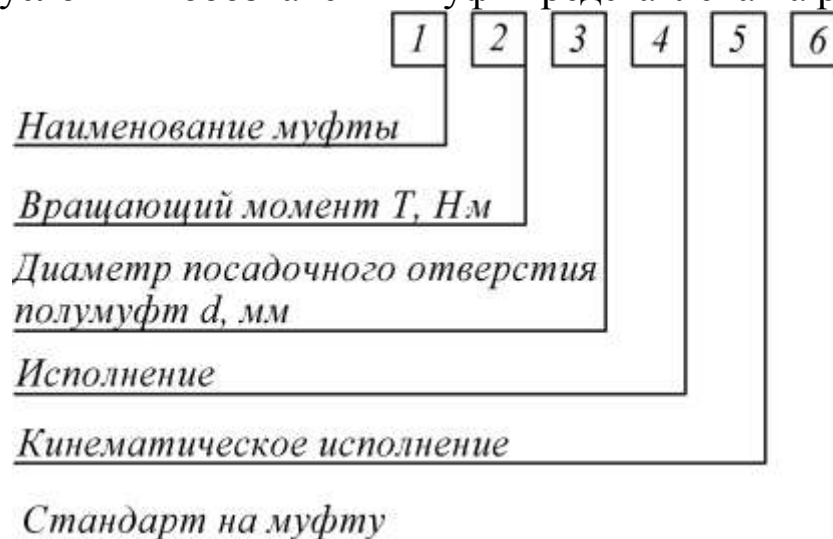 1 2 3 4 5 6
Наименование муфты
Вращающий момент Т, Н·м
Диаметр посадочного отверстия
полумуфт d, мм
Исполнение
Кинематическое исполнение
Стандарт на муфту